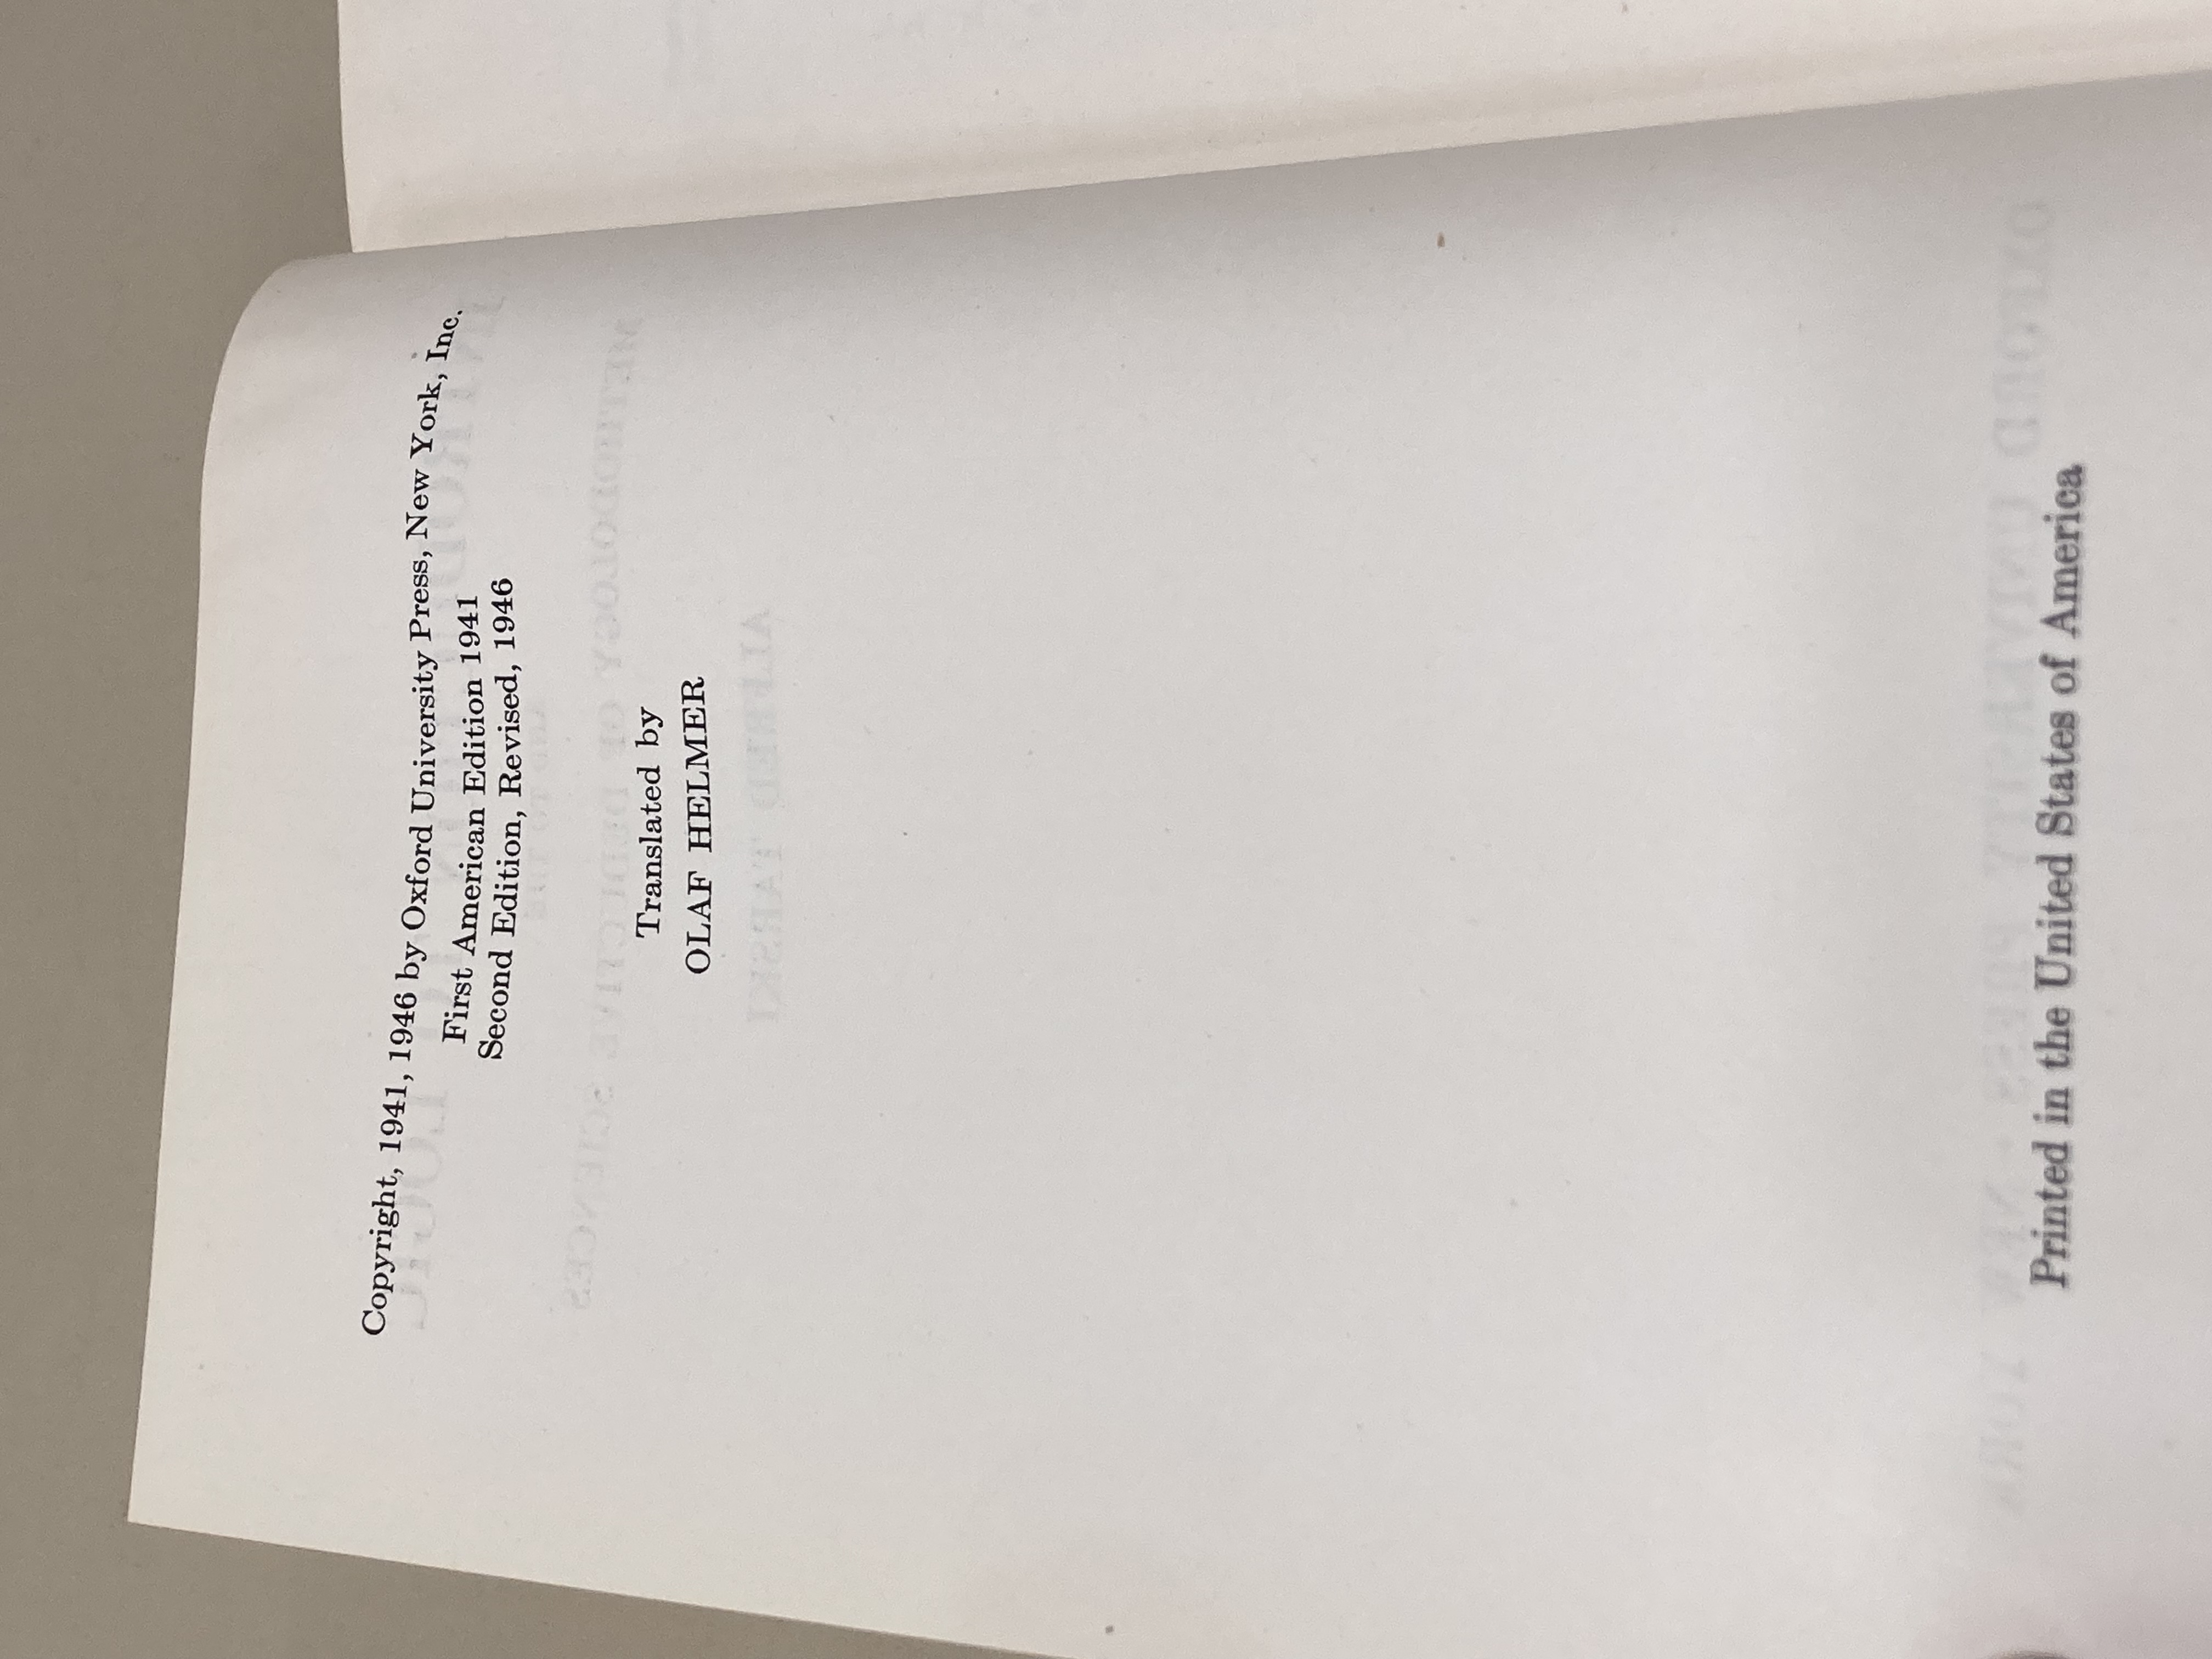 Copyright, 1941, 1946 by Oxford University Press, New York, Inc.
First American Edition 1941
Second Edition, Revised, 1946
Translated by
OLAF HELMER
Printed in the United States of America